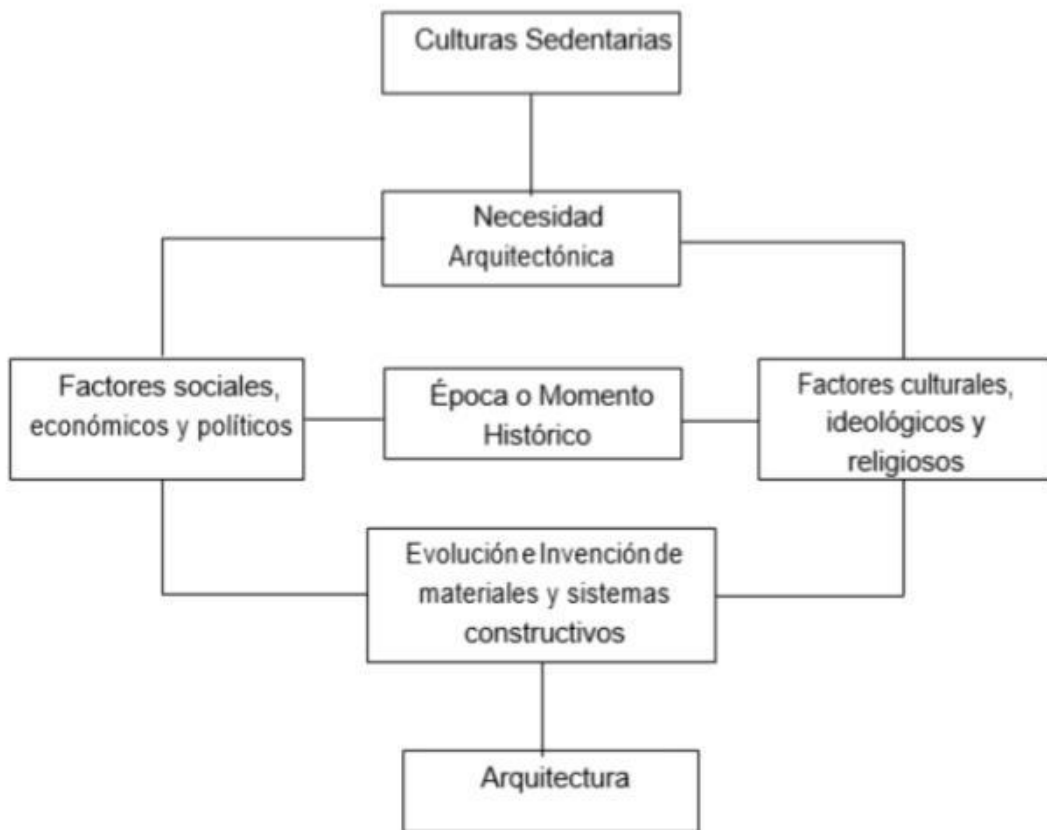 Culturas Sedentarias
Necesidad
Arquitectónica
Factores sociales,
económicos y políticos
Época o Momento
Histórico
Factores culturales,
ideológicos y
religiosos
Evolución e Invención de
materiales y sistemas
constructivos
Arquitectura